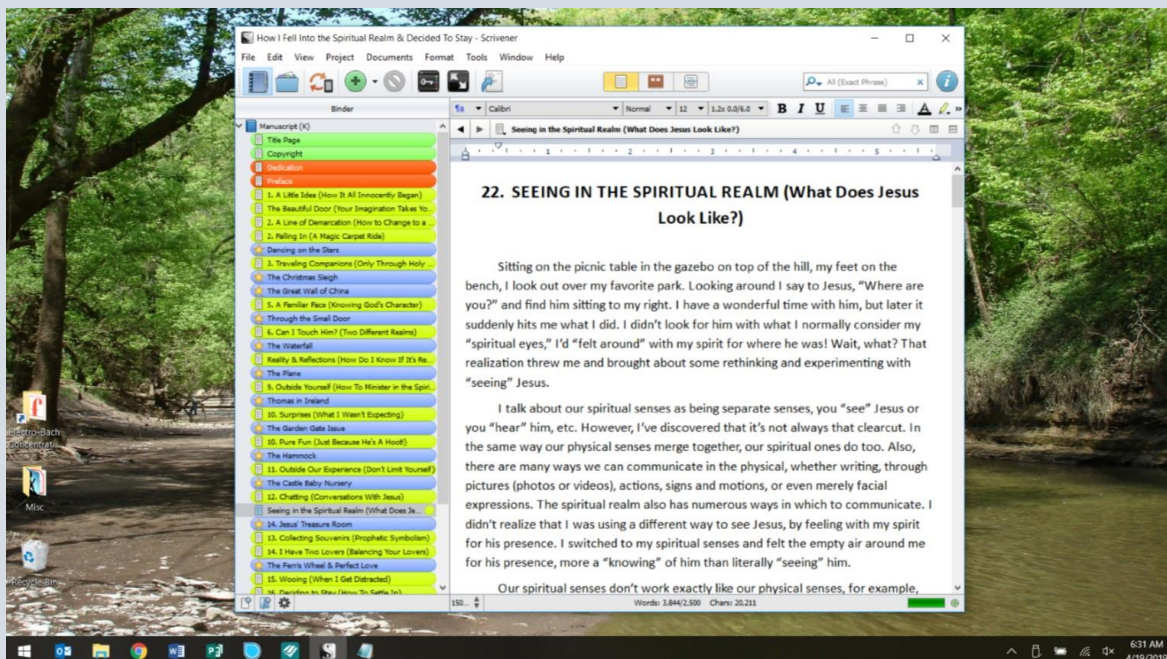 How I Fell Into the Spiritual Realm & Decided To Stay - Scrivener
File Edit View Project Documents Format Tools Window Help
All (Exact Phrase)
Binder
Calibri Normal 12 1.2x 0.0/6.0 B I U A
Manuscript (K)
Title Page
Copyright
Dedication
Preface
1. A Little Idea (How It All Innocently Began)
The Beautiful Door (Your Imagination Takes Yo...
2. A Line of Demarcation (How to Change to a ...
2. Falling In (A Magic Carpet Ride)
Dancing on the Stars
3. Traveling Companions (Only Through Holy ...
The Christmas Sleigh
The Great Wall of China
5. A Familiar Face (Knowing God's Character)
Through the Small Door
6. Can I Touch Him? (Two Different Realms)
The Waterfall
Reality & Reflections (How Do I Know If It's Re...
The Plane
9. Outside Yourself (How To Minister in the Spiri...
Thomas in Ireland
10. Surprises (What I Wasn't Expecting)
The Garden Gate Issue
10. Pure Fun (Just Because He's A Hoot!)
The Hammock
11. Outside Our Experience (Don't Limit Yourself)
The Castle Baby Nursery
12. Chatting (Conversations With Jesus)
Seeing in the Spiritual Realm (What Does Je...
14. Jesus' Treasure Room
13. Collecting Souvenirs (Prophetic Symbolism)
14. I Have Two Lovers (Balancing Your Lovers)
The Ferris Wheel & Perfect Love
15. Wooing (When I Get Distracted)
16. Deciding to Stay (How To Settle In)
Seeing in the Spiritual Realm (What Does Jesus Look Like?)
1 2 3 4 5
22. SEEING IN THE SPIRITUAL REALM (What Does Jesus
Look Like?)
Sitting on the picnic table in the gazebo on top of the hill, my feet on the
bench, I look out over my favorite park. Looking around I say to Jesus, “Where are
you?” and find him sitting to my right. I have a wonderful time with him, but later it
suddenly hits me what I did. I didn’t look for him with what I normally consider my
“spiritual eyes,” I’d “felt around” with my spirit for where he was! Wait, what? That
realization threw me and brought about some rethinking and experimenting with
“seeing” Jesus.
I talk about our spiritual senses as being separate senses, you “see” Jesus or
you “hear” him, etc. However, I’ve discovered that it’s not always that clearcut. In
the same way our physical senses merge together, our spiritual ones do too. Also,
there are many ways we can communicate in the physical, whether writing, through
pictures (photos or videos), actions, signs and motions, or even merely facial
expressions. The spiritual realm also has numerous ways in which to communicate. I
didn’t realize that I was using a different way to see Jesus, by feeling with my spirit
for his presence. I switched to my spiritual senses and felt the empty air around me
for his presence, more a “knowing” of him than literally “seeing” him.
Our spiritual senses don’t work exactly like our physical senses, for example,
150... Words: 3,844/2,500 Chars: 20,211
Electro-Bach
Concentrati...
Misc
Recycle Bin
6:31 AM